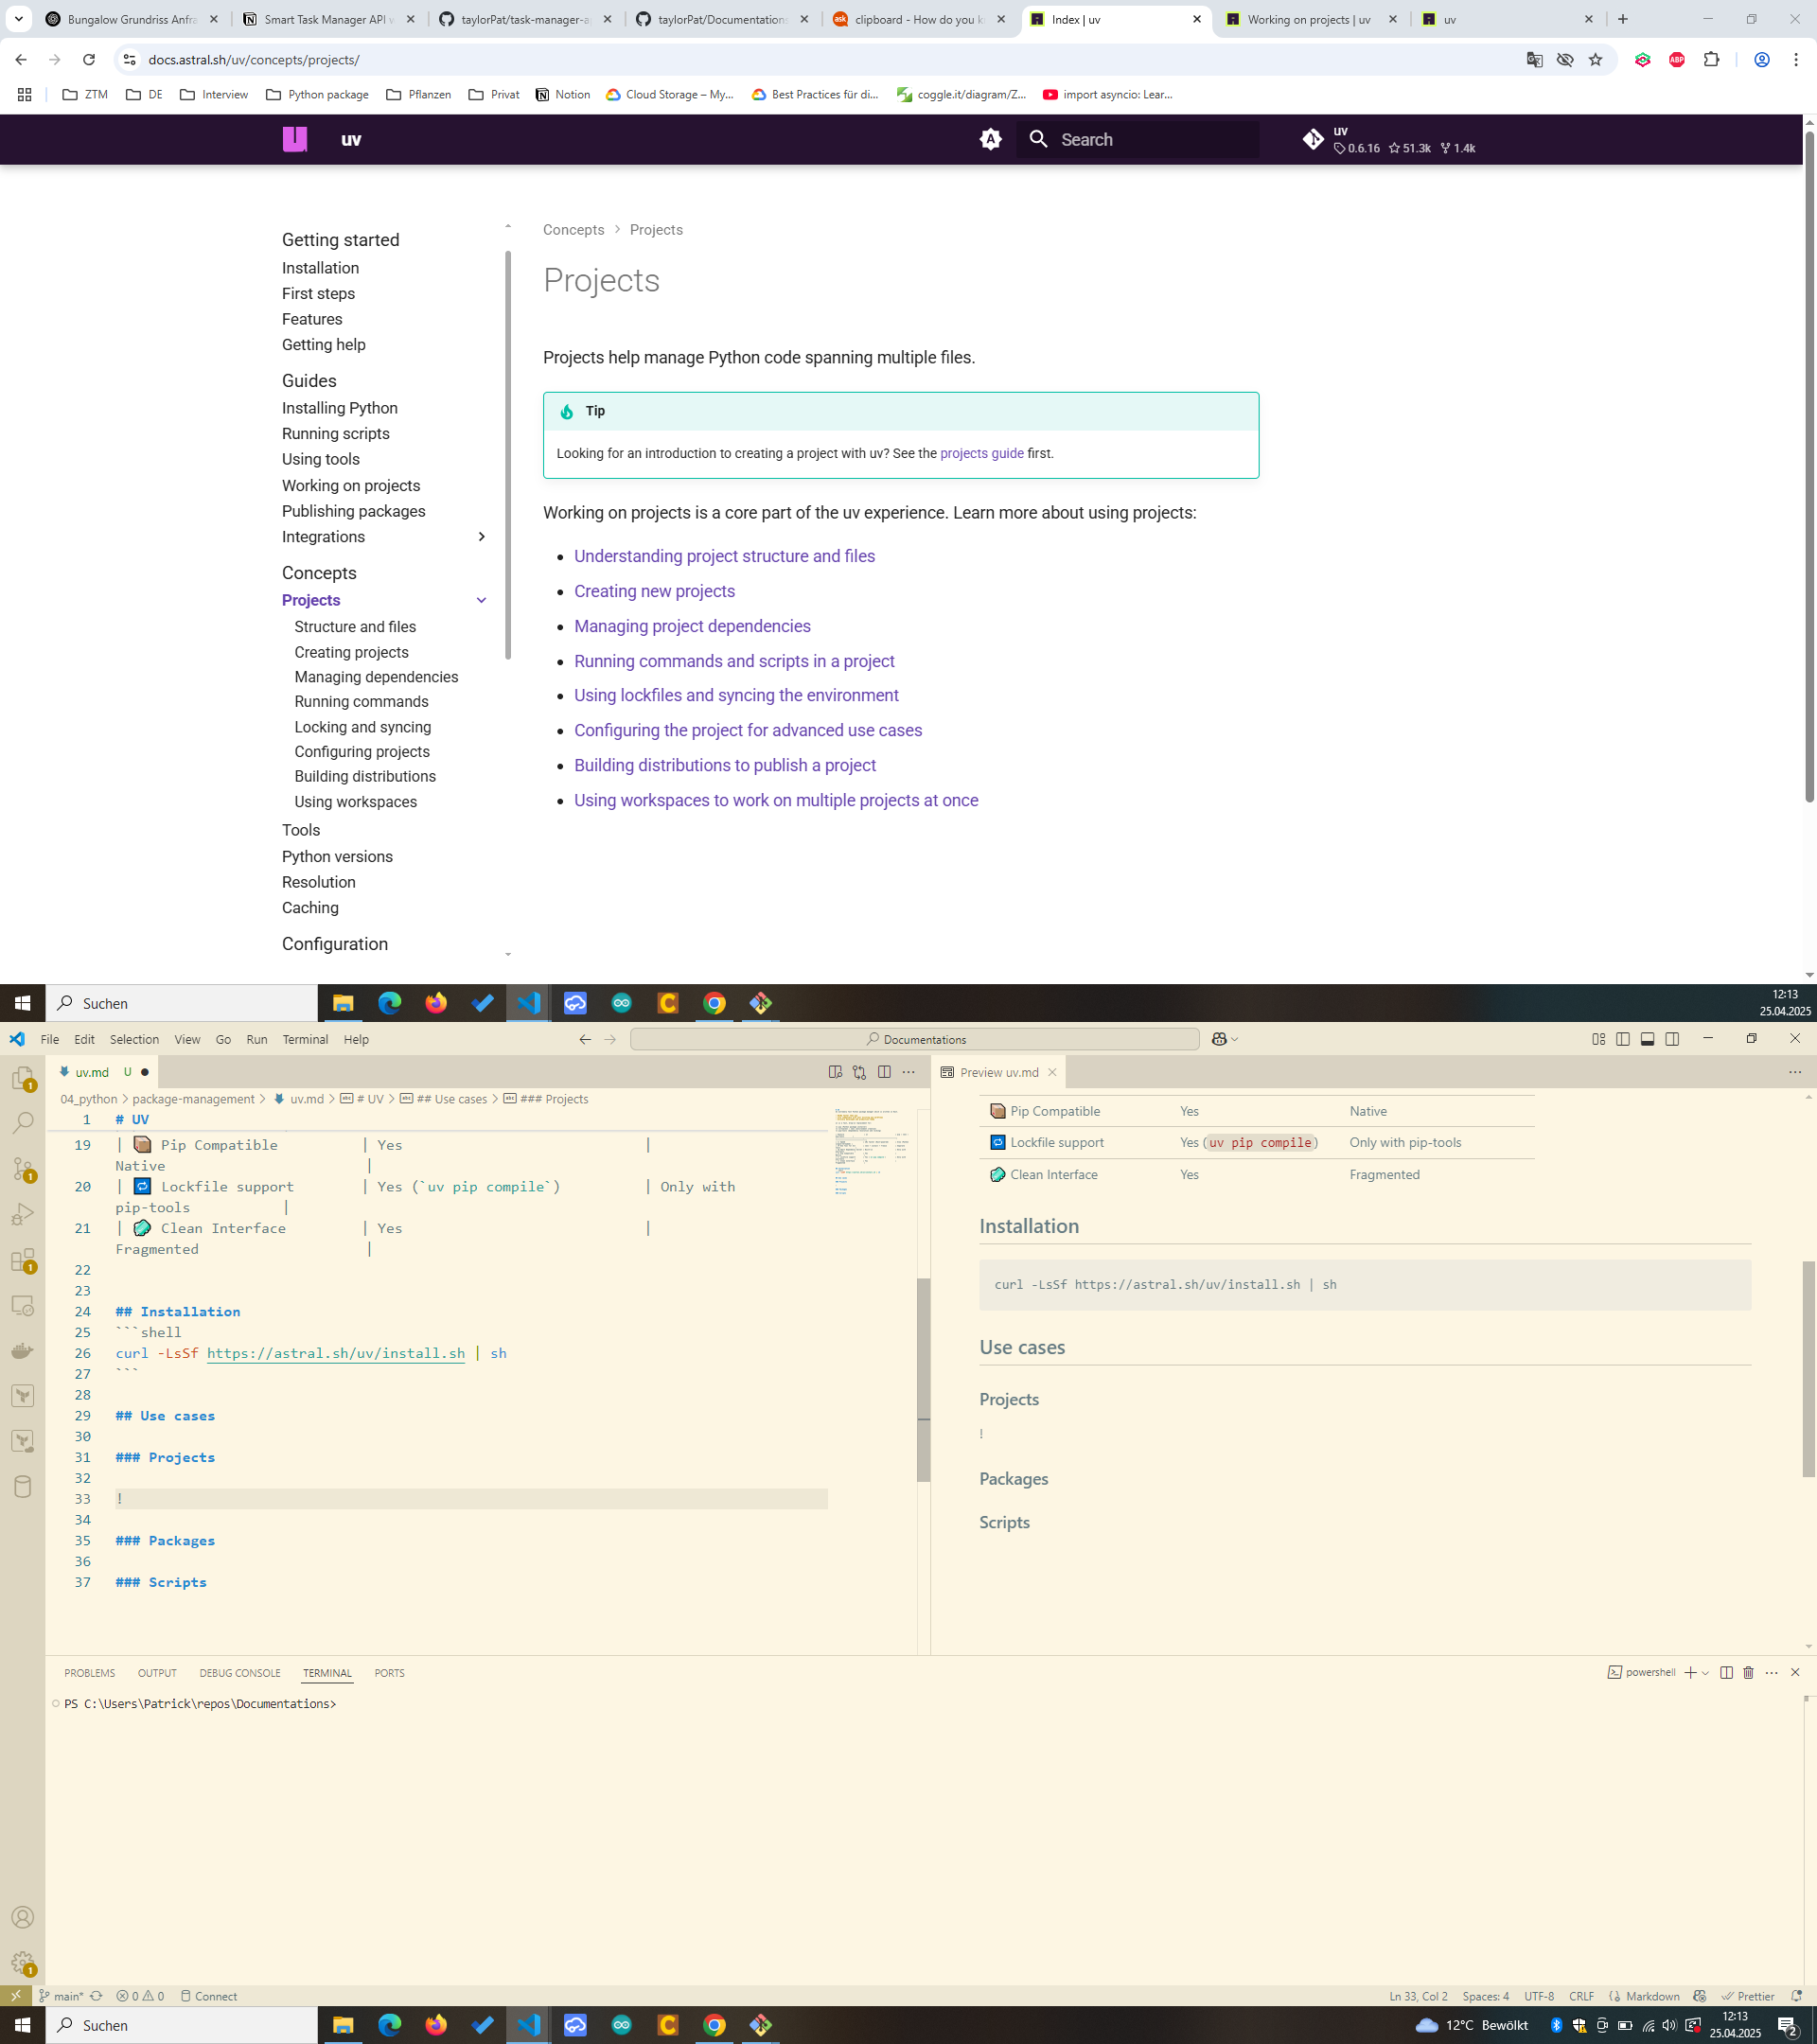 Bungalow Grundriss Anfra
Smart Task Manager API w
taylorPat/task-manager-a
taylorPat/Documentations
clipboard - How do you k
Index | uv
Working on projects | uv
uv
docs.astral.sh/uv/concepts/projects/
ZTM
DE
Interview
Python package
Pflanzen
Privat
Notion
Cloud Storage – My...
Best Practices für di...
coggle.it/diagram/Z...
import asyncio: Lear...
uv
Search
uv
0.6.16 51.3k 1.4k
Getting started
Installation
First steps
Features
Getting help
Guides
Installing Python
Running scripts
Using tools
Working on projects
Publishing packages
Integrations
Concepts
Projects
Structure and files
Creating projects
Managing dependencies
Running commands
Locking and syncing
Configuring projects
Building distributions
Using workspaces
Tools
Python versions
Resolution
Caching
Configuration
Concepts > Projects
Projects
Projects help manage Python code spanning multiple files.
Tip
Looking for an introduction to creating a project with uv? See the projects guide first.
Working on projects is a core part of the uv experience. Learn more about using projects:
• Understanding project structure and files
• Creating new projects
• Managing project dependencies
• Running commands and scripts in a project
• Using lockfiles and syncing the environment
• Configuring the project for advanced use cases
• Building distributions to publish a project
• Using workspaces to work on multiple projects at once
Suchen
12:13
25.04.2025
File Edit Selection View Go Run Terminal Help
Documentations
uv.md U
04_python > package-management > uv.md > # UV > ## Use cases > ### Projects
1 # UV
19 | 📦 Pip Compatible | Yes |
Native |
20 | 🔁 Lockfile support | Yes (`uv pip compile`) | Only with
pip-tools |
21 | 🧼 Clean Interface | Yes |
Fragmented |
22
23
24 ## Installation
25 ```shell
26 curl -LsSf https://astral.sh/uv/install.sh | sh
27 ```
28
29 ## Use cases
30
31 ### Projects
32
33 !
34
35 ### Packages
36
37 ### Scripts
Preview uv.md
📦 Pip Compatible Yes Native
🔁 Lockfile support Yes (uv pip compile) Only with pip-tools
🧼 Clean Interface Yes Fragmented
Installation
curl -LsSf https://astral.sh/uv/install.sh | sh
Use cases
Projects
!
Packages
Scripts
PROBLEMS OUTPUT DEBUG CONSOLE TERMINAL PORTS
powershell
PS C:\Users\Patrick\repos\Documentations>
main* 0 0 Connect
Ln 33, Col 2 Spaces: 4 UTF-8 CRLF Markdown Prettier
Suchen
12°C Bewölkt
12:13
25.04.2025
2